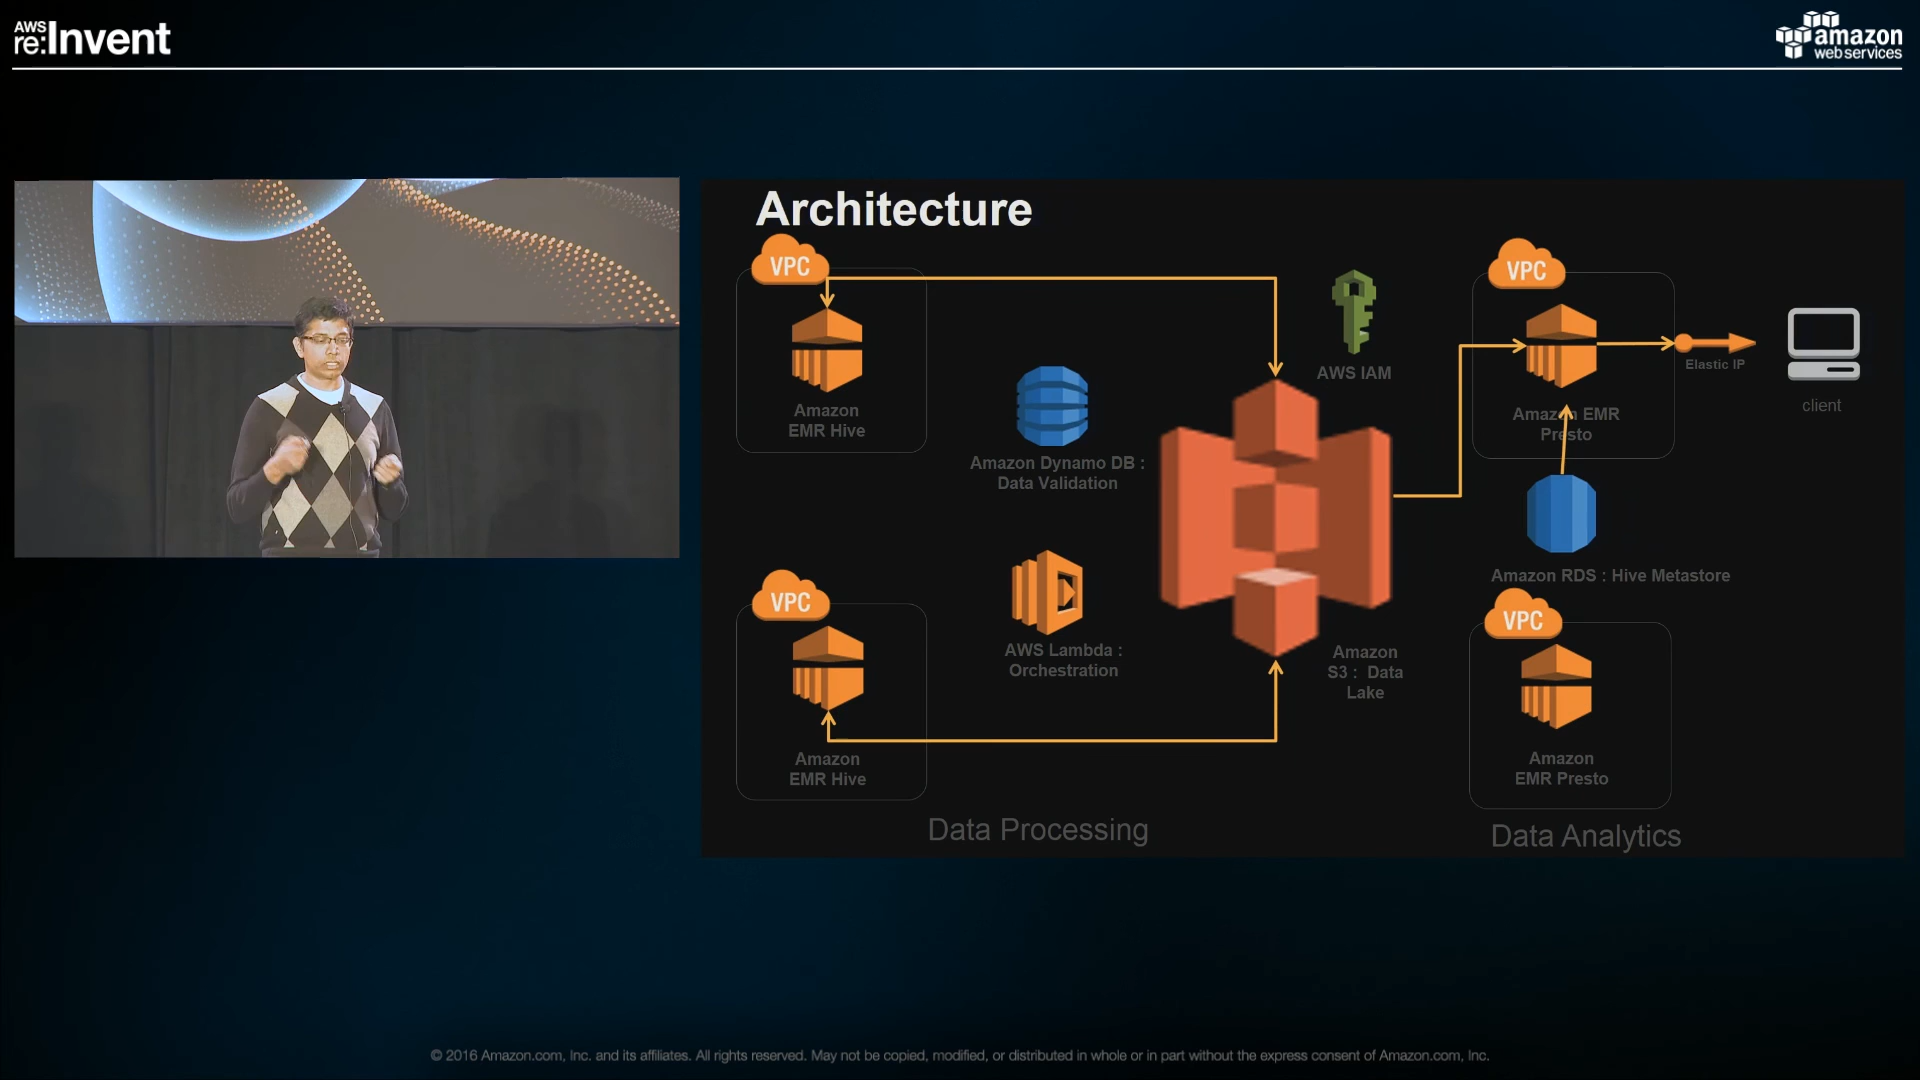 AWS
re:Invent
amazon
web services
Architecture
VPC
Amazon
EMR Hive
Amazon Dynamo DB :
Data Validation
AWS IAM
VPC
Amazon EMR
Presto
Elastic IP
client
Amazon RDS : Hive Metastore
VPC
Amazon
EMR Hive
AWS Lambda :
Orchestration
Amazon
S3 : Data
Lake
VPC
Amazon
EMR Presto
Data Processing
Data Analytics
© 2016 Amazon.com, Inc. and its affiliates. All rights reserved. May not be copied, modified, or distributed in whole or in part without the express consent of Amazon.com, Inc.